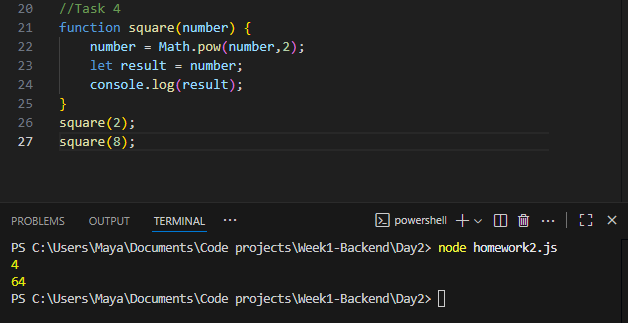 20 //Task 4
21 function square(number) {
22     number = Math.pow(number,2);
23     let result = number;
24     console.log(result);
25 }
26 square(2);
27 square(8);
PROBLEMS OUTPUT TERMINAL ··· powershell
PS C:\Users\Maya\Documents\Code projects\Week1-Backend\Day2> node homework2.js
4
64
PS C:\Users\Maya\Documents\Code projects\Week1-Backend\Day2>